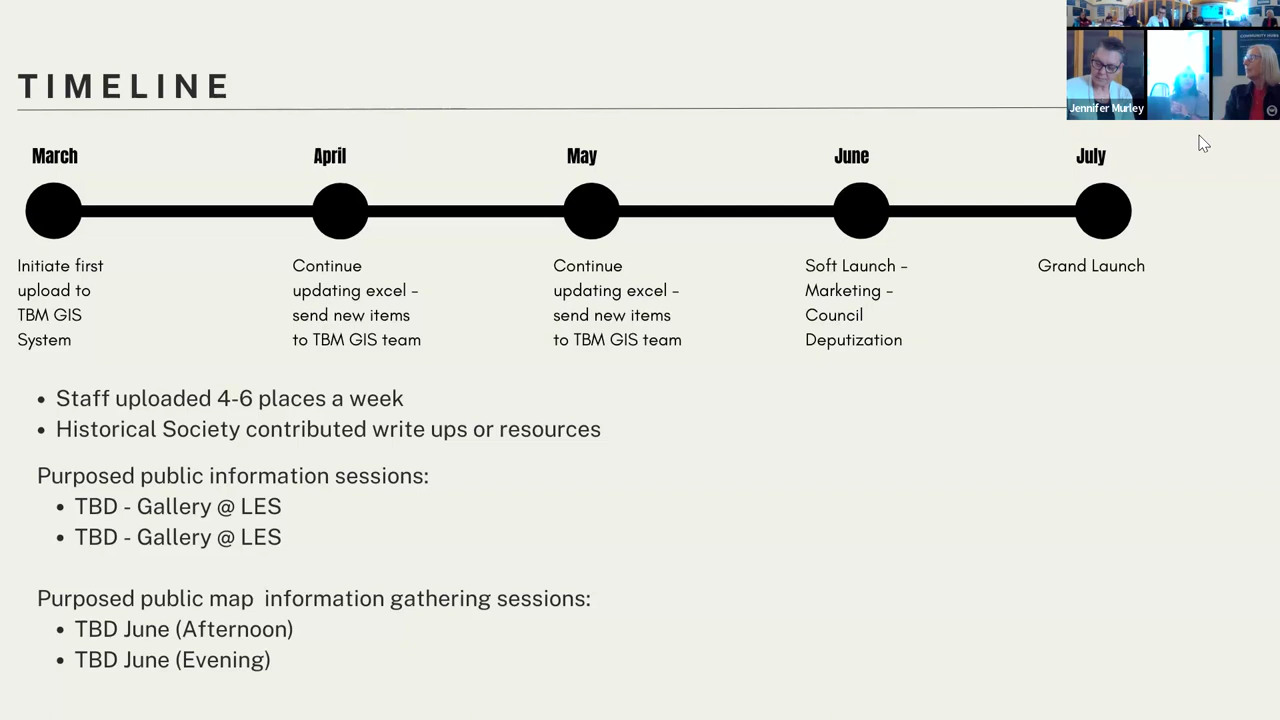 TIMELINE
Jennifer Murley
March April May June July
Initiate first
upload to
TBM GIS
System
Continue
updating excel -
send new items
to TBM GIS team
Continue
updating excel -
send new items
to TBM GIS team
Soft Launch -
Marketing -
Council
Deputization
Grand Launch
• Staff uploaded 4-6 places a week
• Historical Society contributed write ups or resources
Purposed public information sessions:
• TBD - Gallery @ LES
• TBD - Gallery @ LES
Purposed public map information gathering sessions:
• TBD June (Afternoon)
• TBD June (Evening)